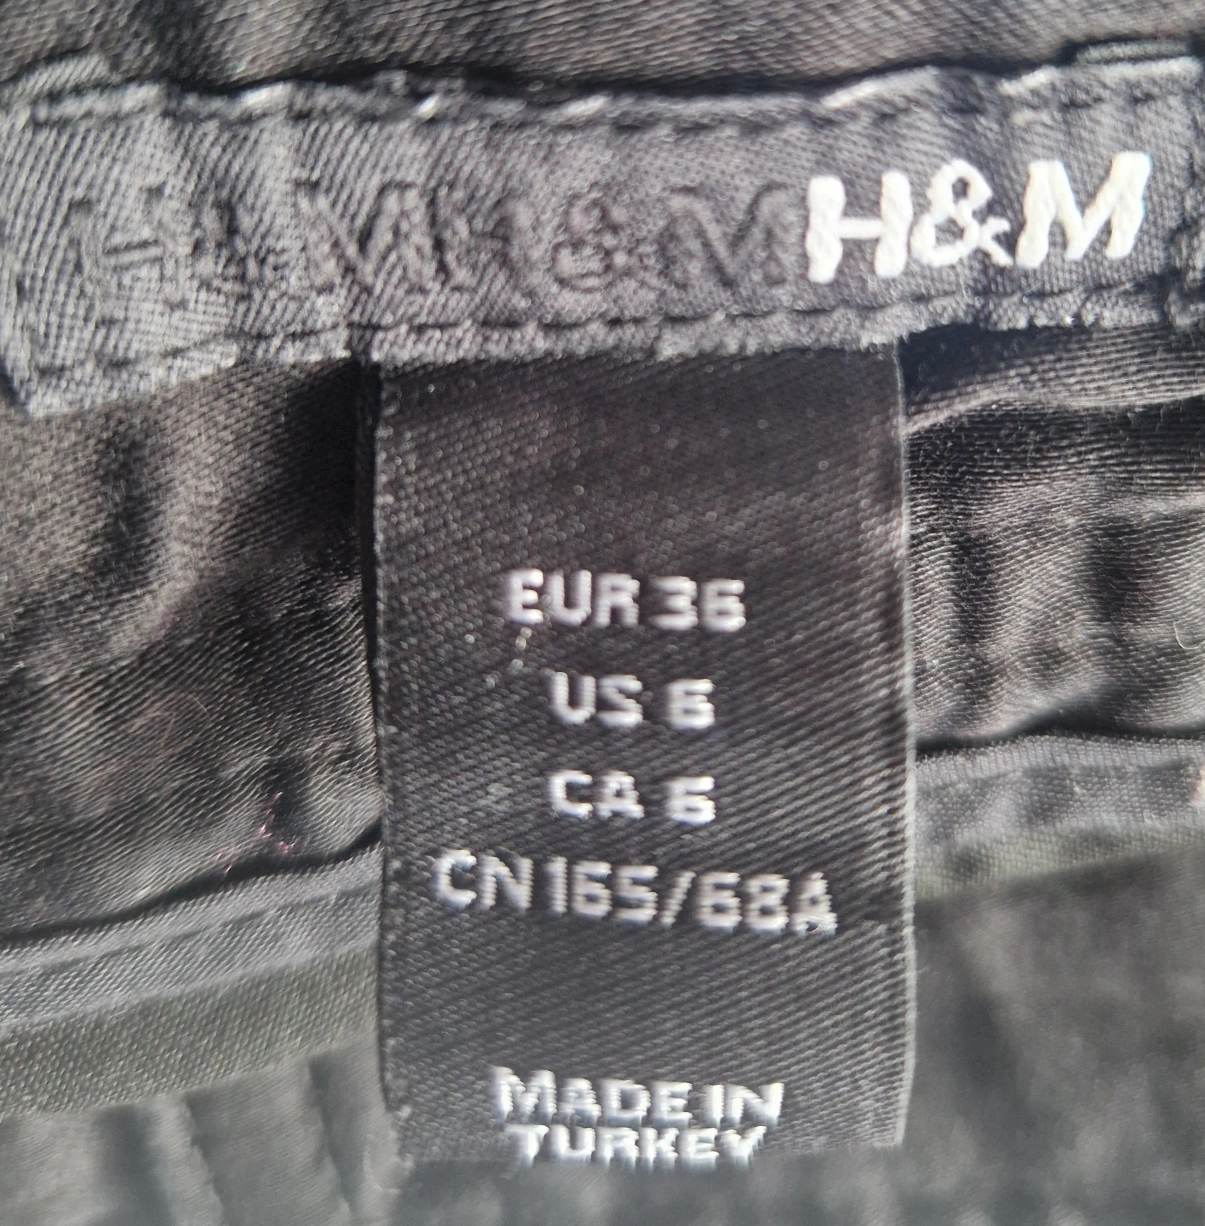 H&M H&M H&M
EUR 36
US 6
CA 6
CN 165/68A
MADE IN
TURKEY